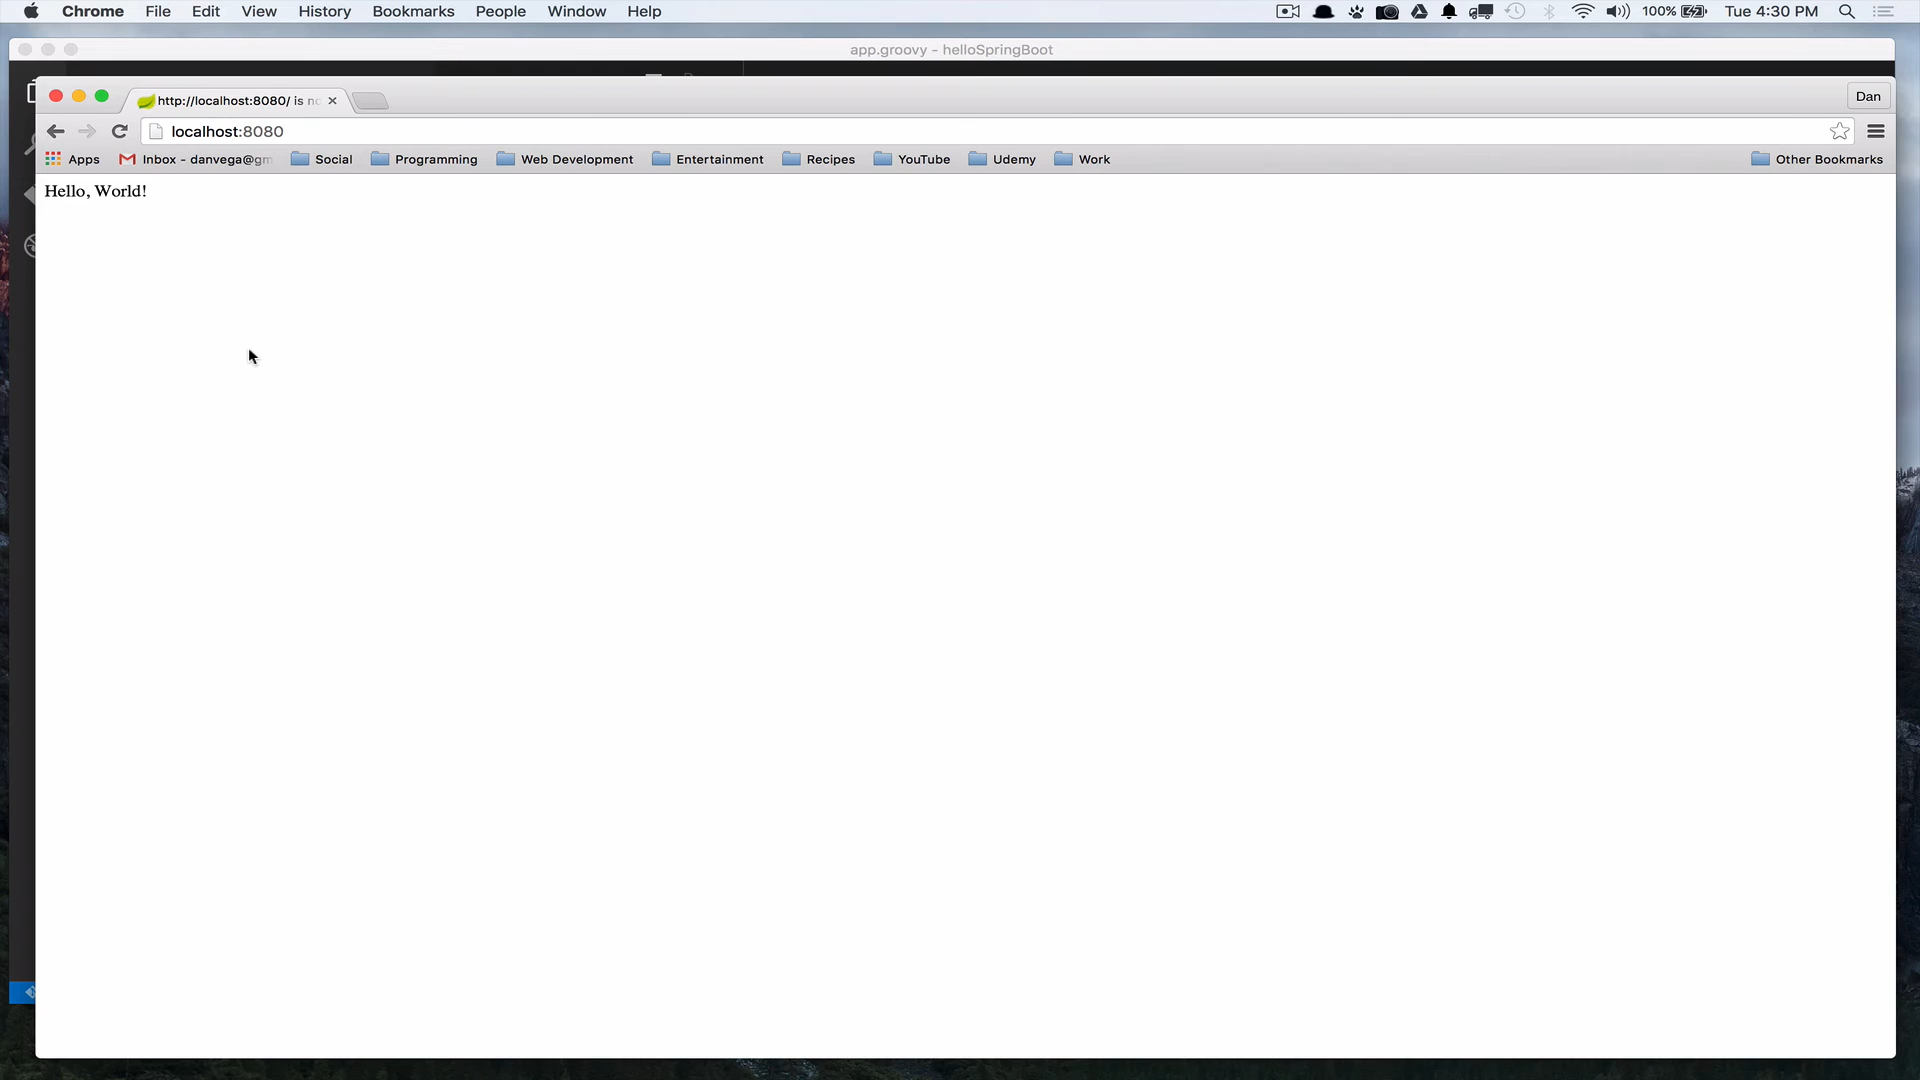 Chrome File Edit View History Bookmarks People Window Help 100% Tue 4:30 PM
app.groovy - helloSpringBoot
http://localhost:8080/ is Dan
localhost:8080
Apps Inbox - danvega@gm Social Programming Web Development Entertainment Recipes YouTube Udemy Work Other Bookmarks
Hello, World!